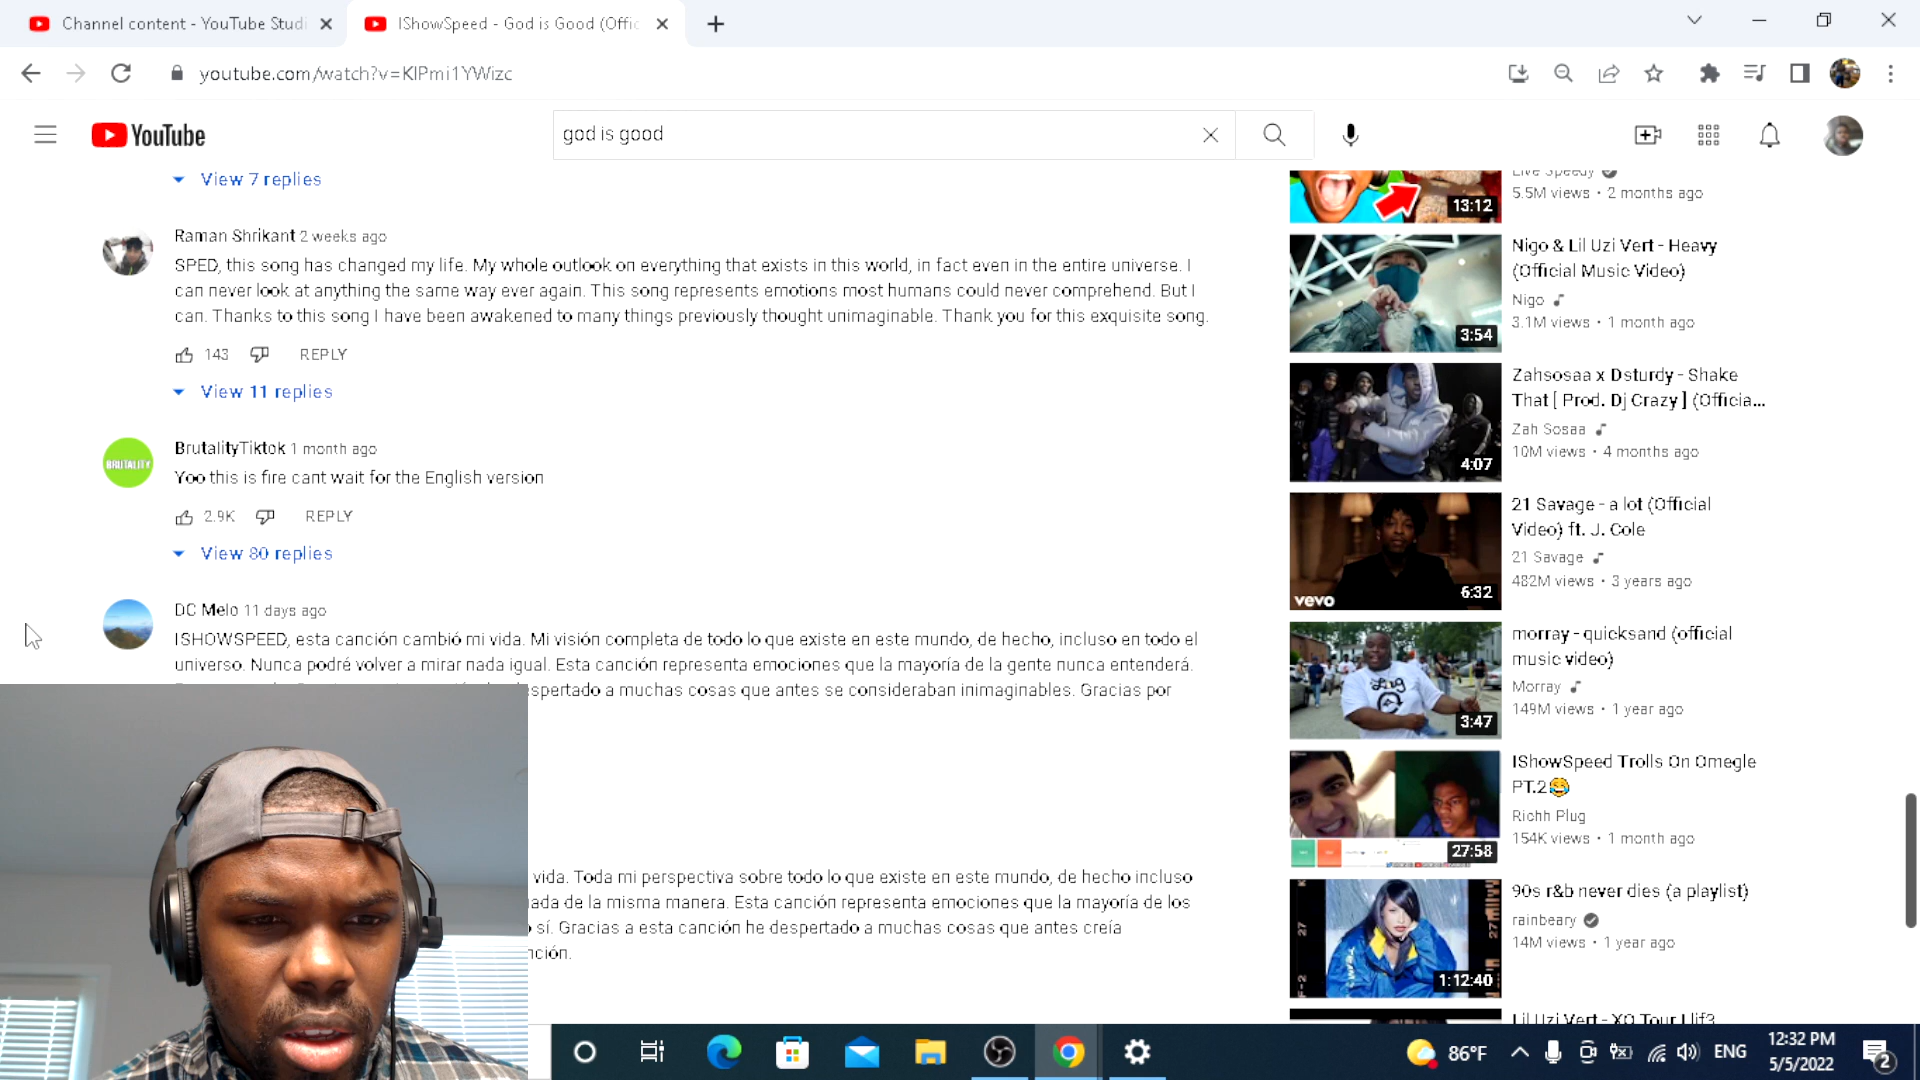 Channel content - YouTube Studi
IShowSpeed - God is Good (Offic
youtube.com/watch?v=KIPmi1YWizc
YouTube
god is good
View 7 replies
Raman Shrikant 2 weeks ago
SPED, this song has changed my life. My whole outlook on everything that exists in this world, in fact even in the entire universe. I
can never look at anything the same way ever again. This song represents emotions most humans could never comprehend. But I
can. Thanks to this song I have been awakened to many things previously thought unimaginable. Thank you for this exquisite song.
143 REPLY
View 11 replies
BRUTALITY
BrutalityTiktok 1 month ago
Yoo this is fire cant wait for the English version
2.9K REPLY
View 80 replies
DC Melo 11 days ago
ISHOWSPEED, esta canción cambió mi vida. Mi visión completa de todo lo que existe en este mundo, de hecho, incluso en todo el
universo. Nunca podré volver a mirar nada igual. Esta canción representa emociones que la mayoría de la gente nunca entenderá.
spertado a muchas cosas que antes se consideraban inimaginables. Gracias por
vida. Toda mi perspectiva sobre todo lo que existe en este mundo, de hecho incluso
ada de la misma manera. Esta canción representa emociones que la mayoría de los
sí. Gracias a esta canción he despertado a muchas cosas que antes creía
nción.
13:12
Live Speedy
5.5M views • 2 months ago
3:54
Nigo & Lil Uzi Vert - Heavy
(Official Music Video)
Nigo
3.1M views • 1 month ago
4:07
Zahsosaa x Dsturdy - Shake
That [ Prod. Dj Crazy ] (Officia...
Zah Sosaa
10M views • 4 months ago
vevo
6:32
21 Savage - a lot (Official
Video) ft. J. Cole
21 Savage
482M views • 3 years ago
3:47
morray - quicksand (official
music video)
Morray
149M views • 1 year ago
27:58
IShowSpeed Trolls On Omegle
PT.2😂
Richh Plug
154K views • 1 month ago
1:12:40
90s r&b never dies (a playlist)
rainbeary
14M views • 1 year ago
Lil Uzi Vert - XO Tour Llif3
86°F
ENG
12:32 PM
5/5/2022
2